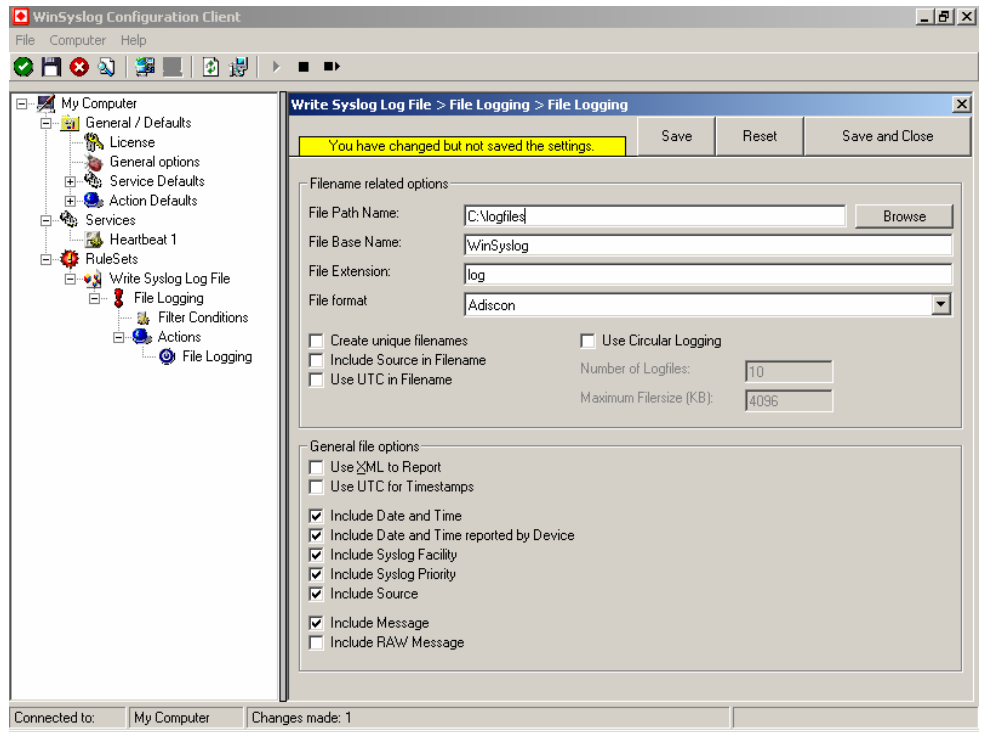 WinSyslog Configuration Client
File Computer Help
My Computer
General / Defaults
License
General options
Service Defaults
Action Defaults
Services
Heartbeat 1
RuleSets
Write Syslog Log File
File Logging
Filter Conditions
Actions
File Logging
Write Syslog Log File > File Logging > File Logging
You have changed but not saved the settings.
Save
Reset
Save and Close
Filename related options
File Path Name:
C:\logfiles
Browse
File Base Name:
WinSyslog
File Extension:
log
File format
Adiscon
Create unique filenames
Include Source in Filename
Use UTC in Filename
Use Circular Logging
Number of Logfiles:
10
Maximum Filersize (KB):
4096
General file options
Use XML to Report
Use UTC for Timestamps
Include Date and Time
Include Date and Time reported by Device
Include Syslog Facility
Include Syslog Priority
Include Source
Include Message
Include RAW Message
Connected to:
My Computer
Changes made: 1